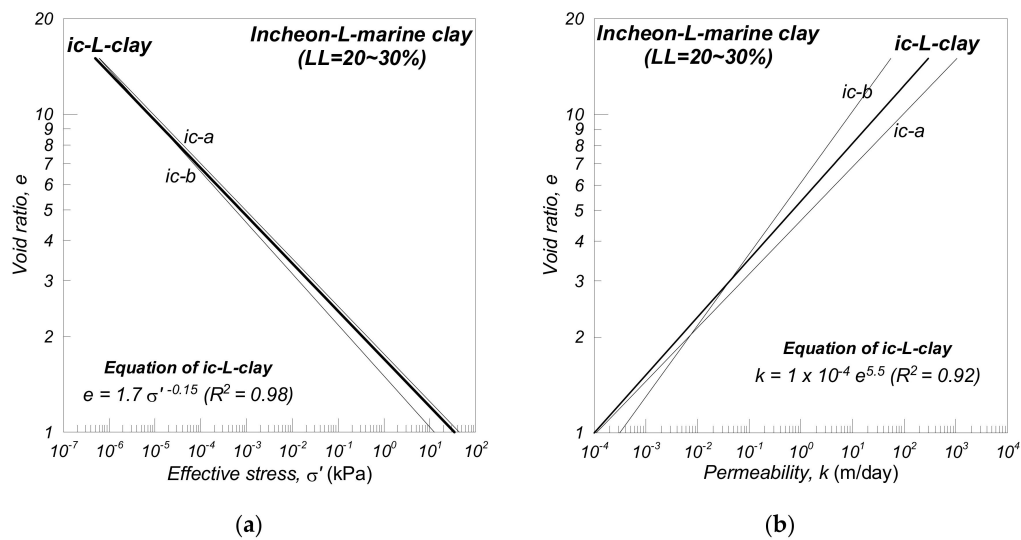 20
10
9
8
7
6
5
4
3
2
1
Void ratio, e
ic-L-clay
Incheon-L-marine clay
(LL=20~30%)
ic-a
ic-b
Equation of ic-L-clay
e = 1.7 σ' -0.15 (R2 = 0.98)
10-7 10-6 10-5 10-4 10-3 10-2 10-1 100 101 102
Effective stress, σ' (kPa)
(a)
20
10
9
8
7
6
5
4
3
2
1
Void ratio, e
Incheon-L-marine clay
(LL=20~30%)
ic-L-clay
ic-b
ic-a
Equation of ic-L-clay
k = 1 x 10-4 e5.5 (R2 = 0.92)
10-4 10-3 10-2 10-1 100 101 102 103 104
Permeability, k (m/day)
(b)